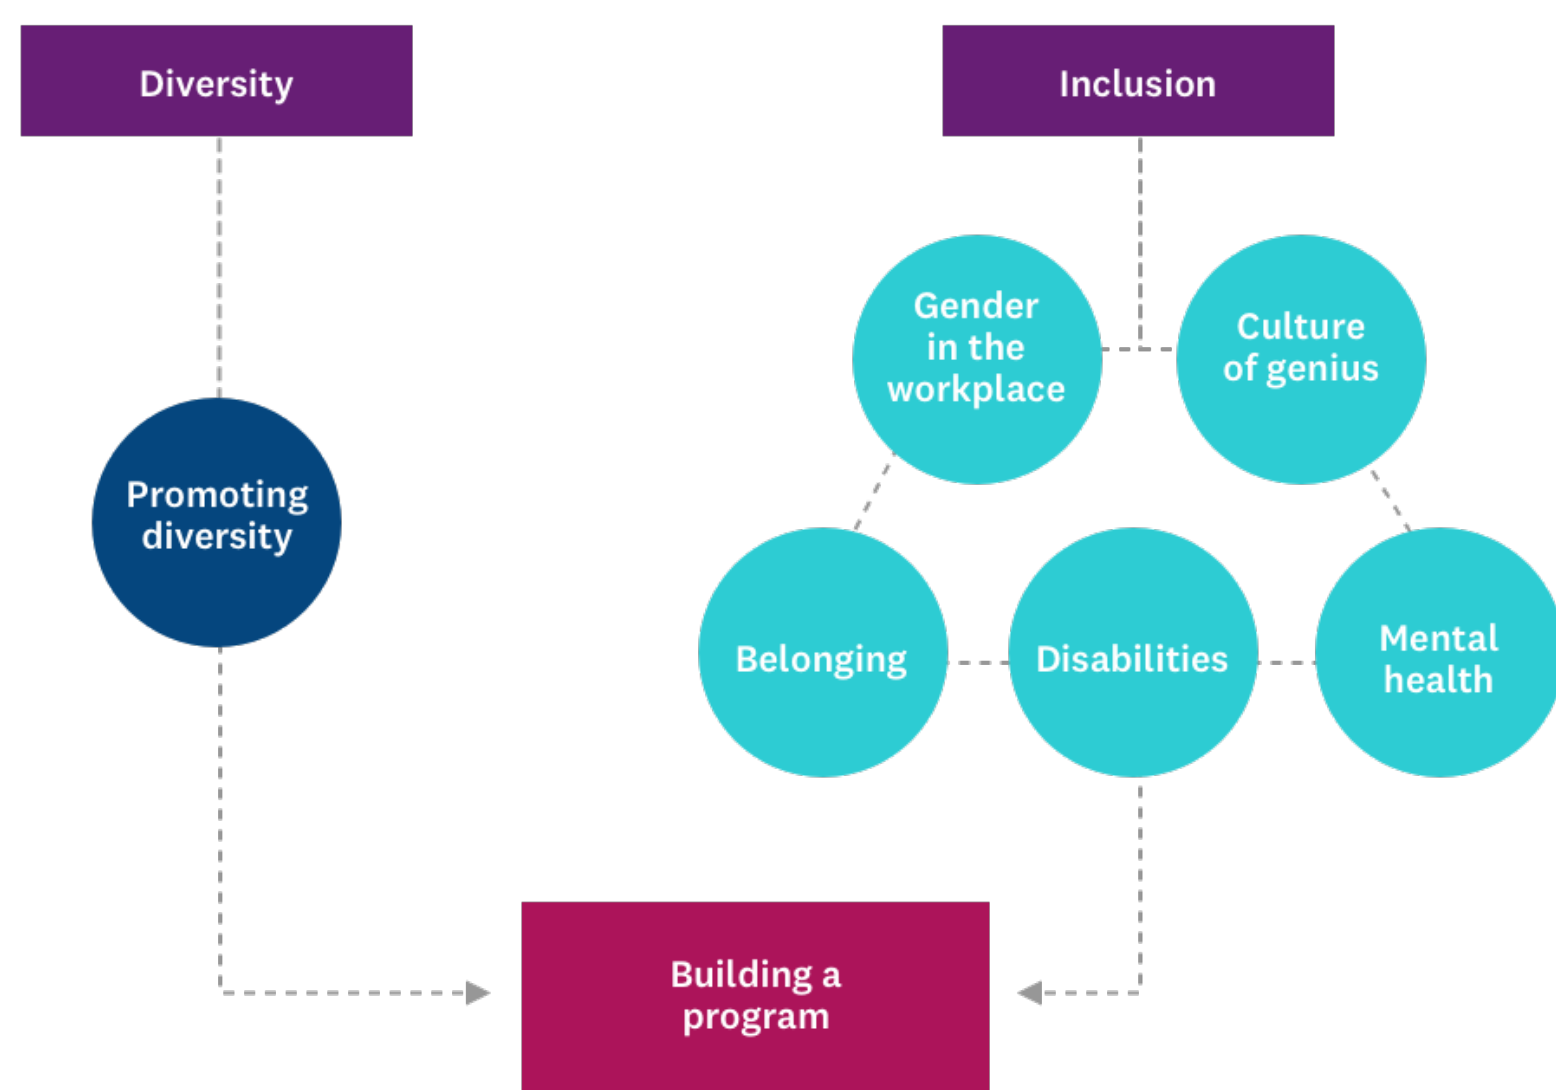 Diversity
Inclusion
Gender
in the
workplace
Culture
of genius
Promoting
diversity
Belonging
Disabilities
Mental
health
Building a
program